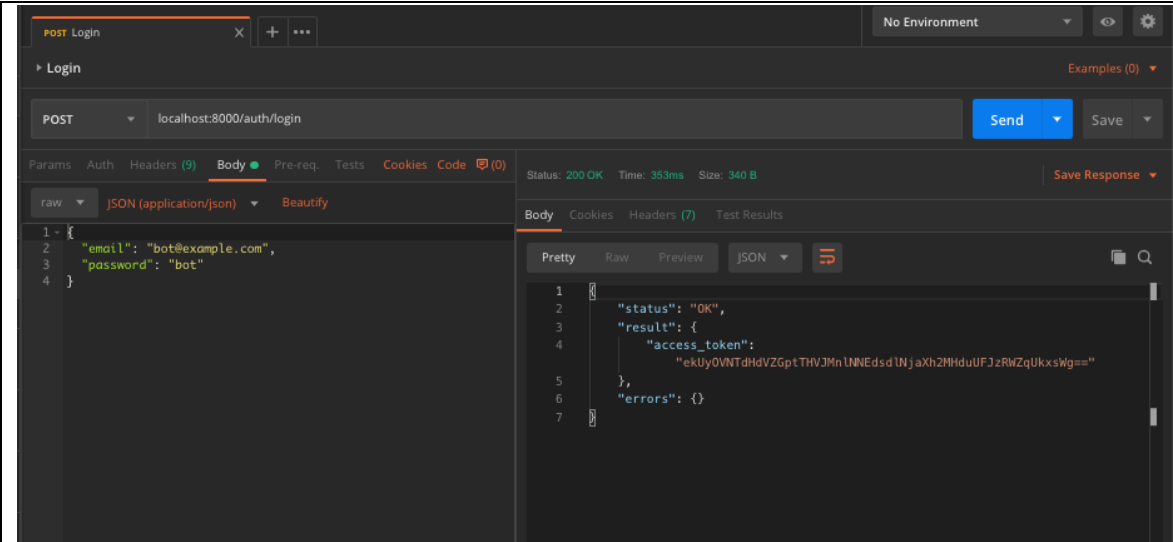 POST Login
No Environment
Login
Examples (0)
POST localhost:8000/auth/login Send Save
Params Auth Headers (9) Body Pre-req. Tests Cookies Code (0)
Status: 200 OK Time: 353ms Size: 340 B Save Response
raw JSON (application/json) Beautify
1 {
2 "email": "bot@example.com",
3 "password": "bot"
4 }
Body Cookies Headers (7) Test Results
Pretty Raw Preview JSON
1 {
2 "status": "OK",
3 "result": {
4 "access_token":
"ekUyOVNTdHdVZGptTHVJMnlNNEdsdlNjaXh2MHduUFJzRWZqUkxsWg=="
5 },
6 "errors": {}
7 }